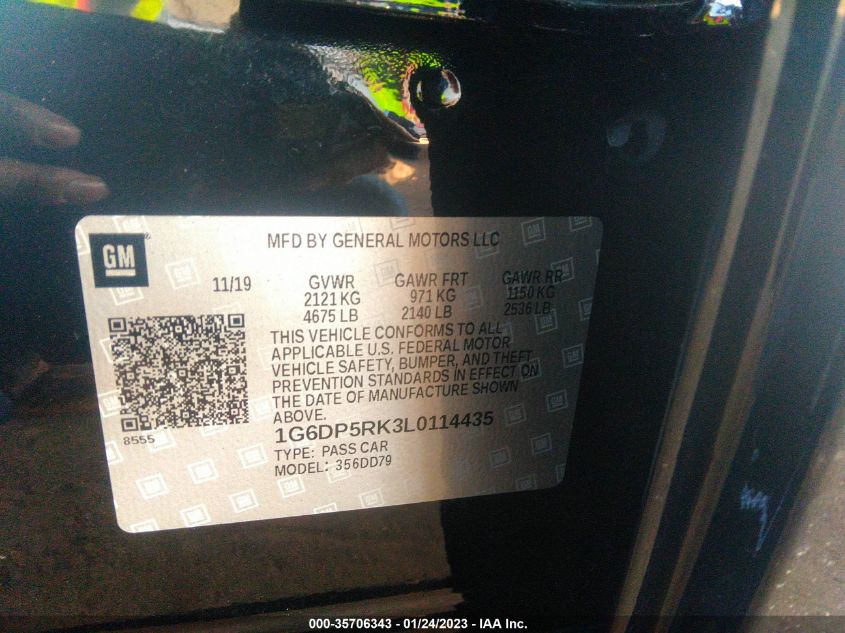 GM
MFD BY GENERAL MOTORS LLC
11/19 GVWR GAWR FRT GAWR RR
2121 KG 971 KG 1150 KG
4675 LB 2140 LB 2536 LB
THIS VEHICLE CONFORMS TO ALL
APPLICABLE U.S. FEDERAL MOTOR
VEHICLE SAFETY, BUMPER, AND THEFT
PREVENTION STANDARDS IN EFFECT ON
THE DATE OF MANUFACTURE SHOWN
ABOVE.
8555
1G6DP5RK3L0114435
TYPE: PASS CAR
MODEL: 356DD79
000-35706343 - 01/24/2023 - IAA Inc.